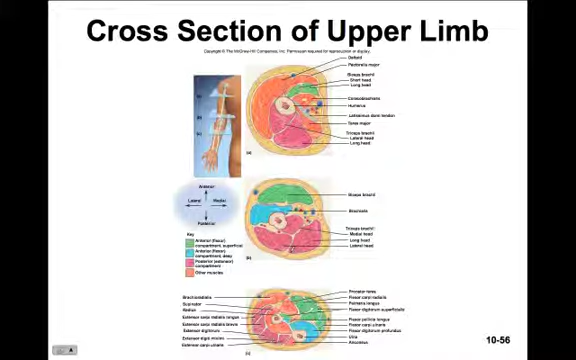 Cross Section of Upper Limb
Copyright © The McGraw-Hill Companies, Inc. Permission required for reproduction or display.
Deltoid
Pectoralis major
Biceps brachii
Short head
Long head
Coracobrachialis
Humerus
Latissimus dorsi tendon
Teres major
Triceps brachii
Lateral head
Long head
(a)
(a)
(b)
(c)
Anterior
Lateral
Medial
Posterior
Biceps brachii
Brachialis
Triceps brachii
Medial head
Long head
Lateral head
(b)
Key
Anterior (flexor)
compartment, superficial
Anterior (flexor)
compartment, deep
Posterior (extensor)
compartment
Other muscles
Brachioradialis
Supinator
Radius
Extensor carpi radialis longus
Extensor carpi radialis brevis
Extensor digitorum
Extensor digiti minimi
Extensor carpi ulnaris
Pronator teres
Flexor carpi radialis
Palmaris longus
Flexor digitorum superficialis
Flexor pollicis longus
Flexor carpi ulnaris
Flexor digitorum profundus
Ulna
Anconeus
(c)
10-56